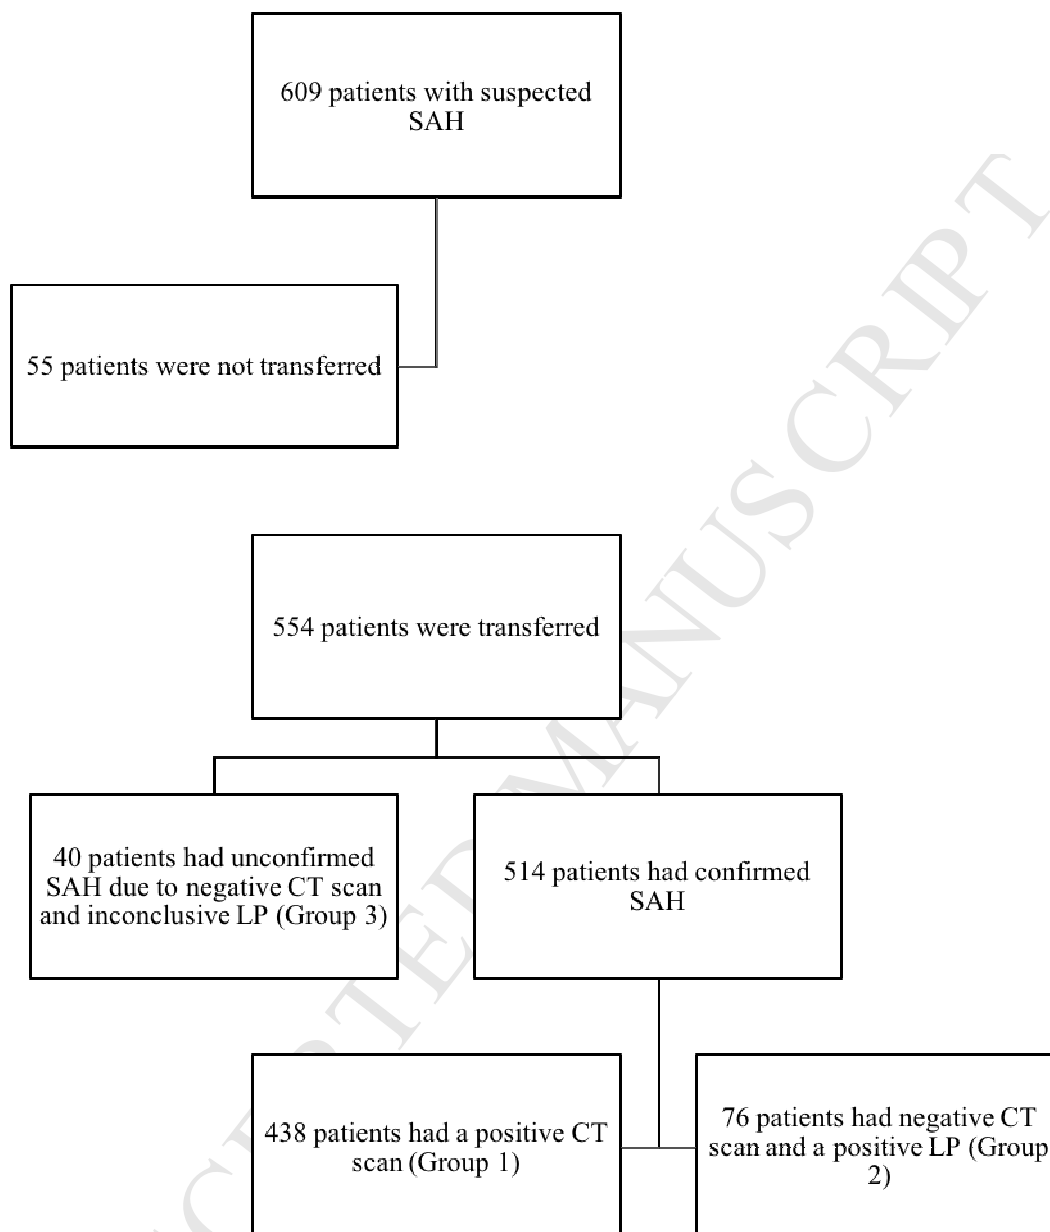 609 patients with suspected
SAH
55 patients were not transferred
554 patients were transferred
40 patients had unconfirmed
SAH due to negative CT scan
and inconclusive LP (Group 3)
514 patients had confirmed
SAH
438 patients had a positive CT
scan (Group 1)
76 patients had negative CT
scan and a positive LP (Group
2)
CRIPTED MANUSCRIPT